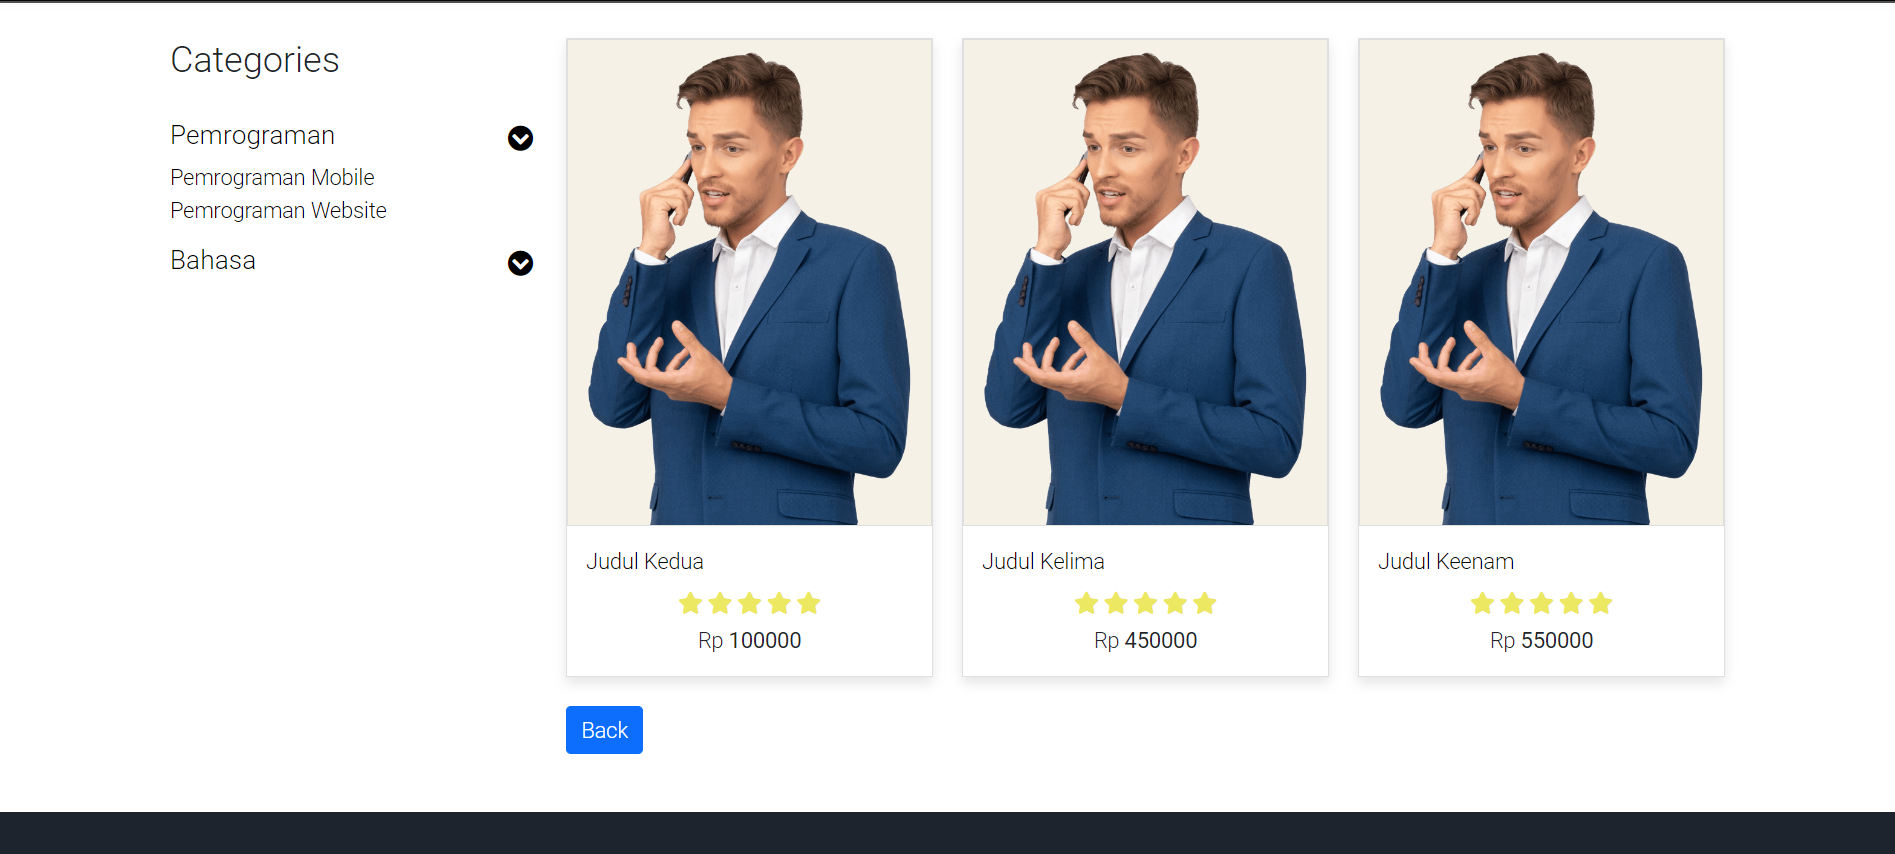 Categories
Pemrograman
Pemrograman Mobile
Pemrograman Website
Bahasa
Judul Kedua
Rp 100000
Judul Kelima
Rp 450000
Judul Keenam
Rp 550000
Back